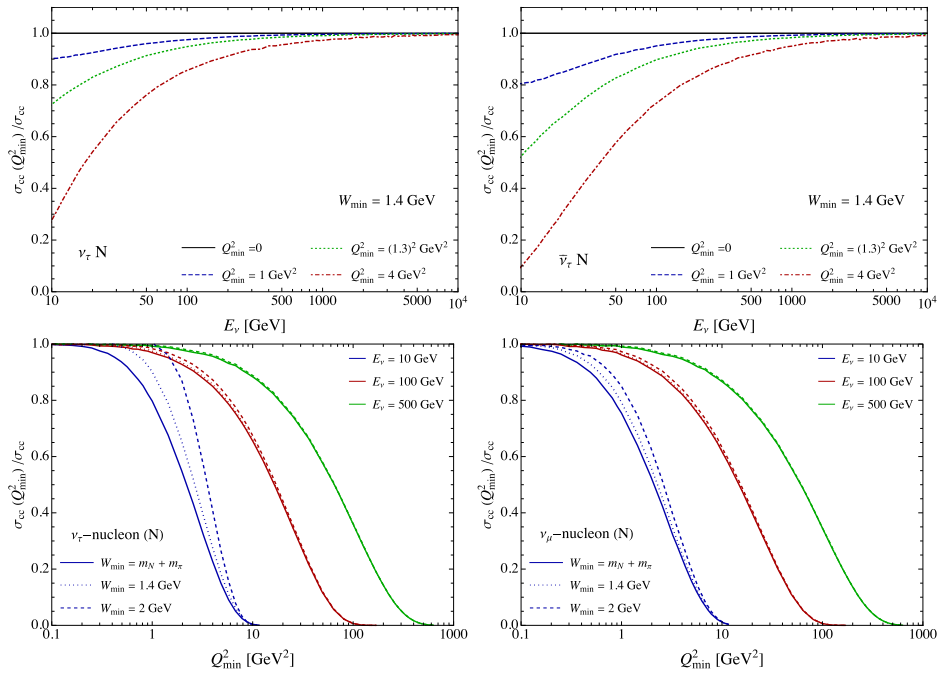 1.0
0.8
0.6
0.4
0.2
0.0
σcc (Q²min) /σcc
Wmin = 1.4 GeV
ντ N
Q²min =0
Q²min = 1 GeV²
Q²min = (1.3)² GeV²
Q²min = 4 GeV²
10 50 100 500 1000 5000 10⁴
Eν [GeV]
1.0
0.8
0.6
0.4
0.2
0.0
σcc (Q²min) /σcc
Wmin = 1.4 GeV
ν̄τ N
Q²min =0
Q²min = 1 GeV²
Q²min = (1.3)² GeV²
Q²min = 4 GeV²
10 50 100 500 1000 5000 10⁴
Eν [GeV]
1.0
0.8
0.6
0.4
0.2
0.0
σcc (Q²min) /σcc
Eν = 10 GeV
Eν = 100 GeV
Eν = 500 GeV
ντ−nucleon (N)
Wmin = mN + mπ
Wmin = 1.4 GeV
Wmin = 2 GeV
0.1 1 10 100 1000
Q²min [GeV²]
1.0
0.8
0.6
0.4
0.2
0.0
σcc (Q²min) /σcc
Eν = 10 GeV
Eν = 100 GeV
Eν = 500 GeV
νμ−nucleon (N)
Wmin = mN + mπ
Wmin = 1.4 GeV
Wmin = 2 GeV
0.1 1 10 100 1000
Q²min [GeV²]